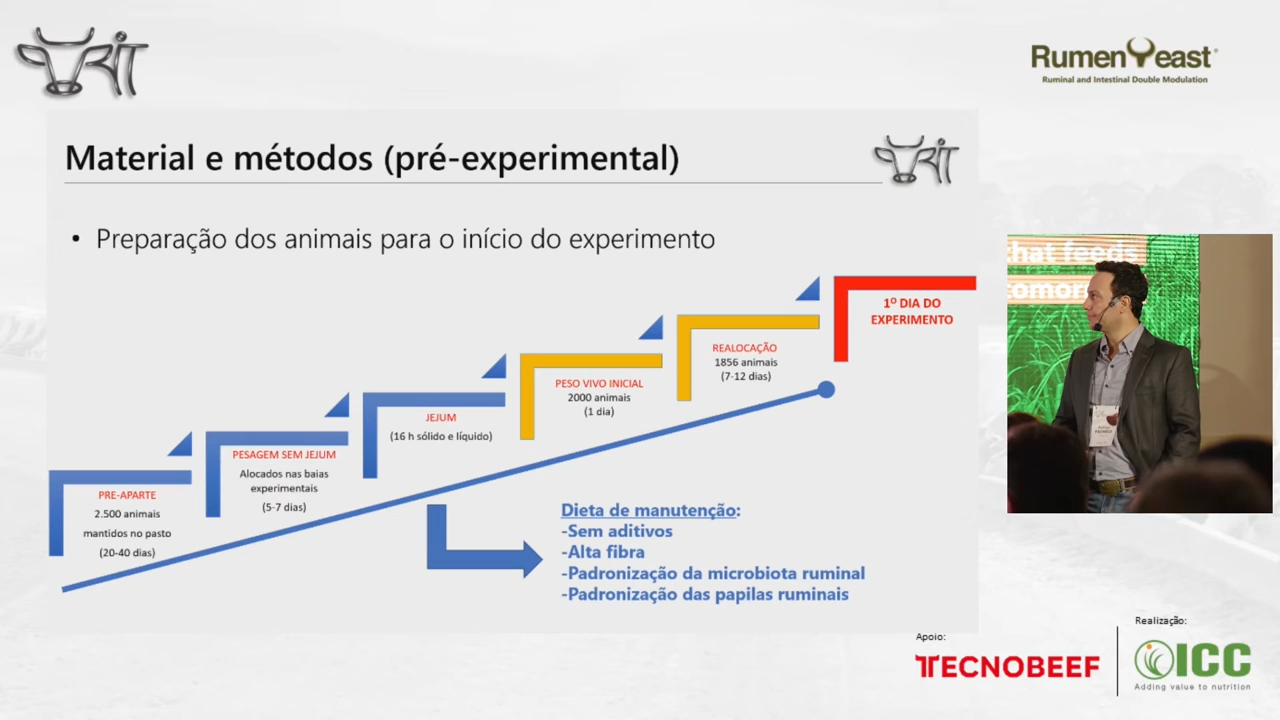 RumenYeast®
Ruminal and Intestinal Double Modulation
Material e métodos (pré-experimental)
• Preparação dos animais para o início do experimento
PRE-APARTE
2.500 animais
mantidos no pasto
(20-40 dias)
PESAGEM SEM JEJUM
Alocados nas baias
experimentais
(5-7 dias)
JEJUM
(16 h sólido e líquido)
PESO VIVO INICIAL
2000 animais
(1 dia)
REALOCAÇÃO
1856 animais
(7-12 dias)
1º DIA DO
EXPERIMENTO
Dieta de manutenção:
-Sem aditivos
-Alta fibra
-Padronização da microbiota ruminal
-Padronização das papilas ruminais
hat feeds
omor
Apoio:
TECNOBEEF
Realização:
ICC
Adding value to nutrition